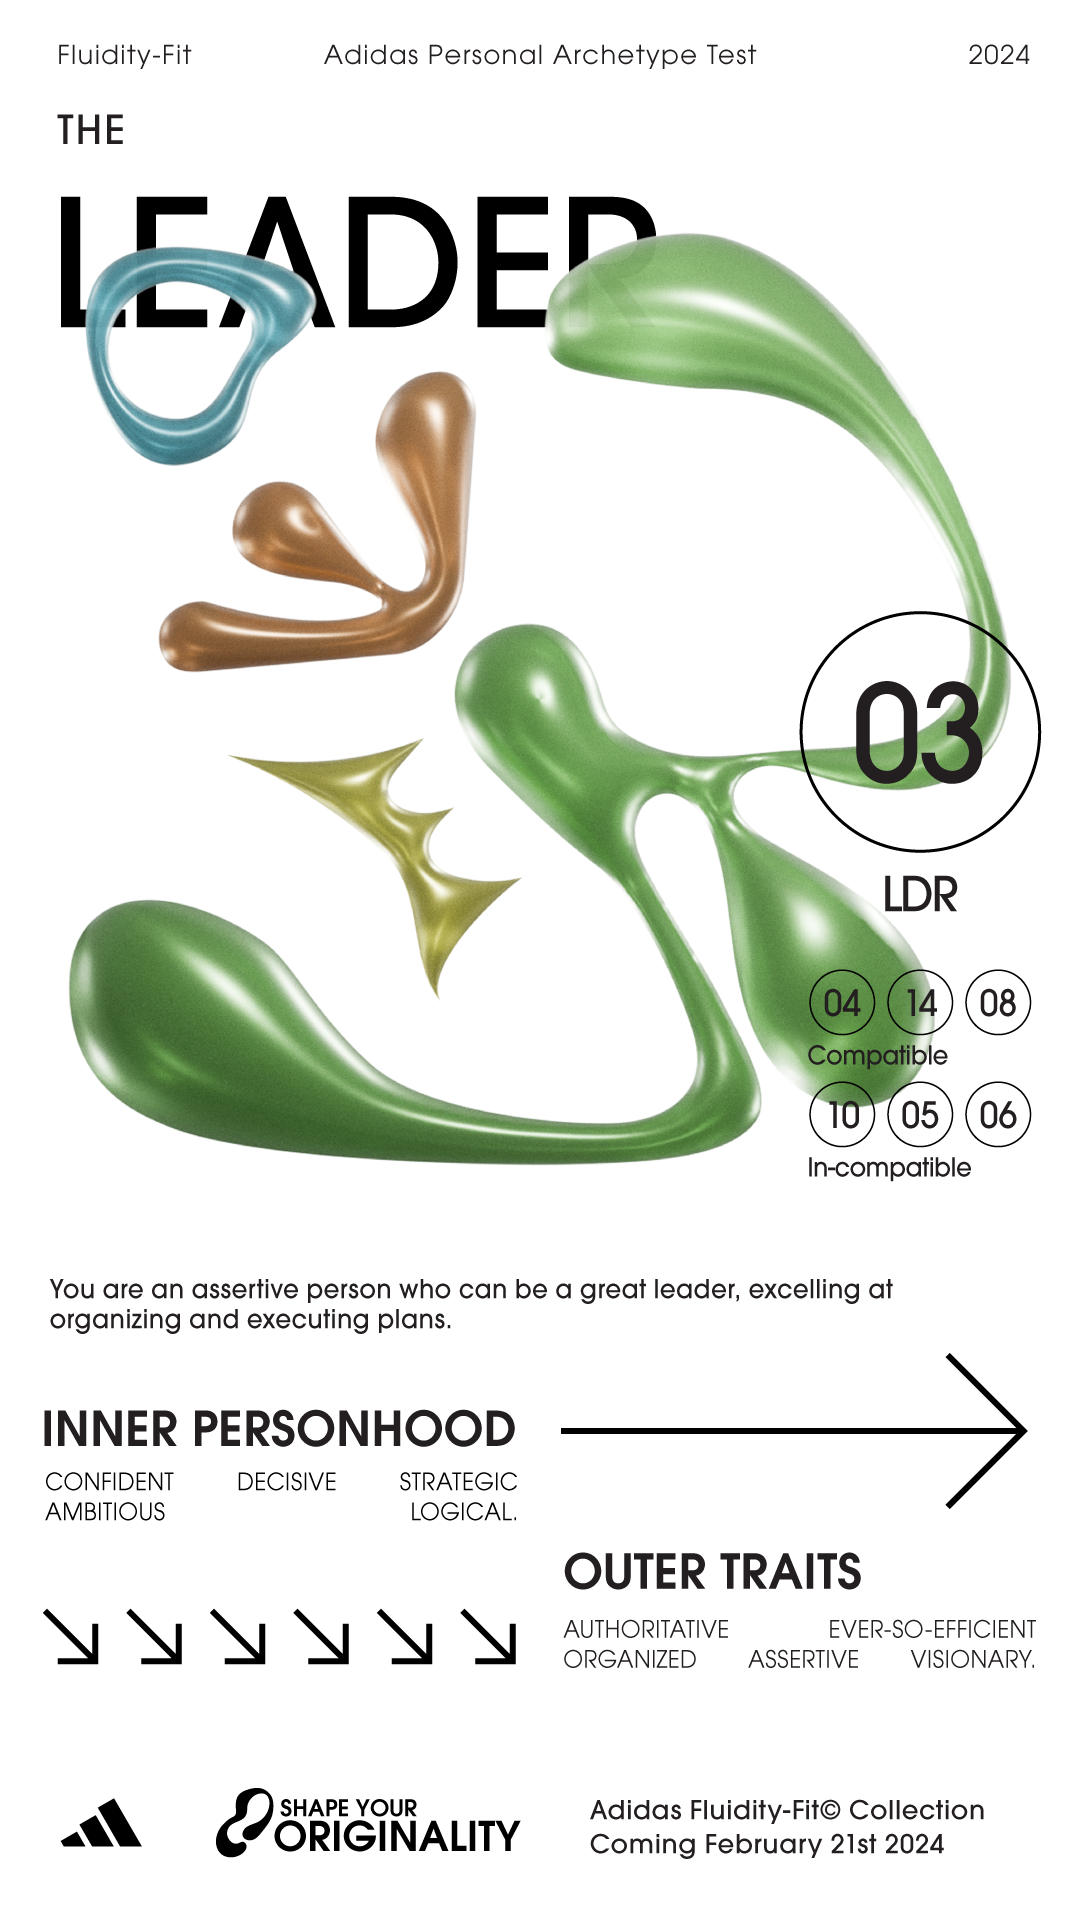 Fluidity-Fit Adidas Personal Archetype Test 2024
THE
LEADER
03
LDR
04 14 08
Compatible
10 05 06
In-compatible
You are an assertive person who can be a great leader, excelling at
organizing and executing plans.
INNER PERSONHOOD
CONFIDENT DECISIVE STRATEGIC
AMBITIOUS LOGICAL.
OUTER TRAITS
AUTHORITATIVE EVER-SO-EFFICIENT
ORGANIZED ASSERTIVE VISIONARY.
SHAPE YOUR
ORIGINALITY
Adidas Fluidity-Fit© Collection
Coming February 21st 2024